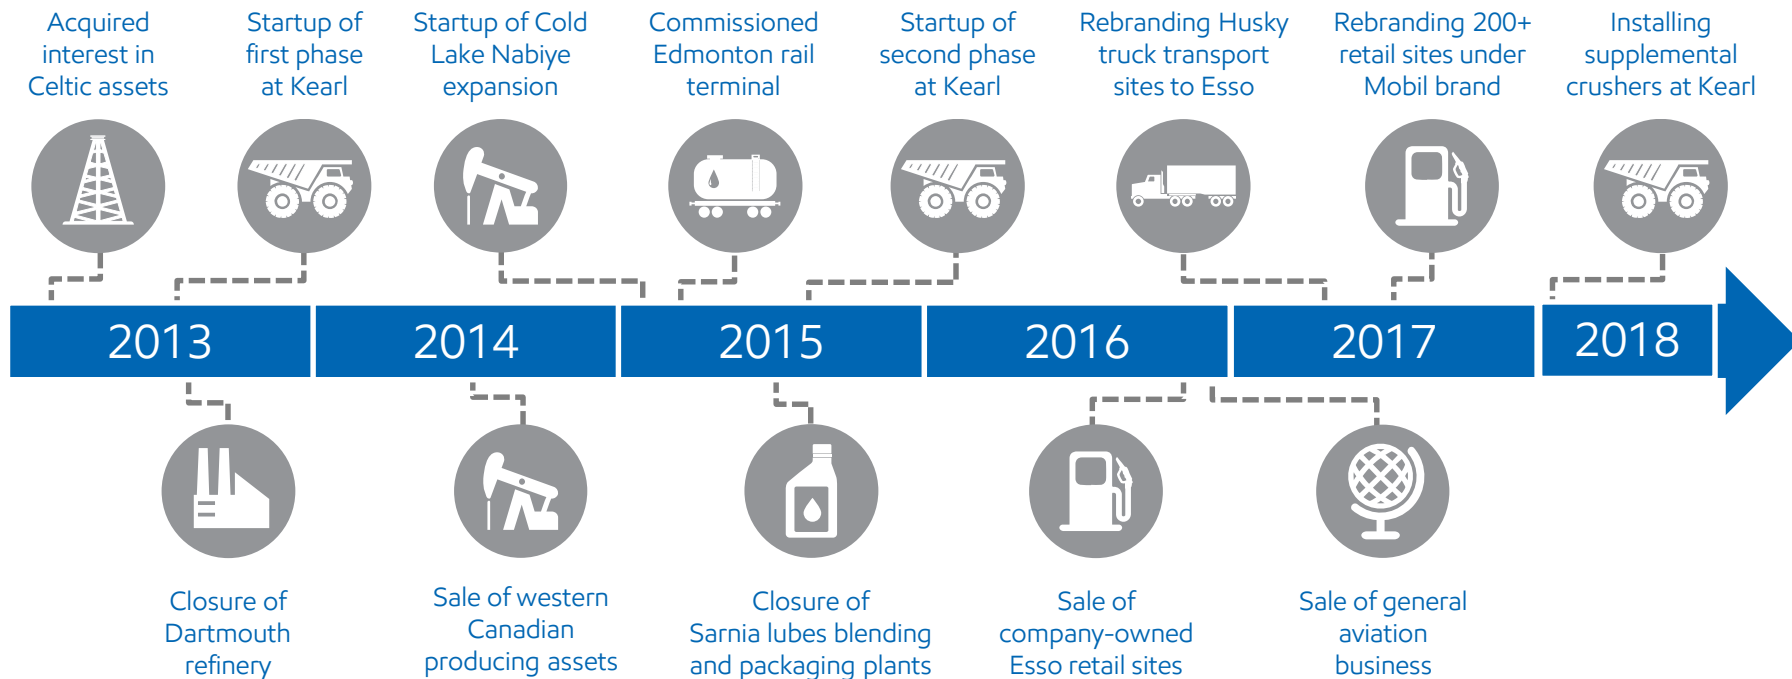 Acquired
interest in
Celtic assets
Startup of
first phase
at Kearl
Startup of Cold
Lake Nabiye
expansion
Commissioned
Edmonton rail
terminal
Startup of
second phase
at Kearl
Rebranding Husky
truck transport
sites to Esso
Rebranding 200+
retail sites under
Mobil brand
Installing
supplemental
crushers at Kearl
2013
2014
2015
2016
2017
2018
Closure of
Dartmouth
refinery
Sale of western
Canadian
producing assets
Closure of
Sarnia lubes blending
and packaging plants
Sale of
company-owned
Esso retail sites
Sale of general
aviation
business